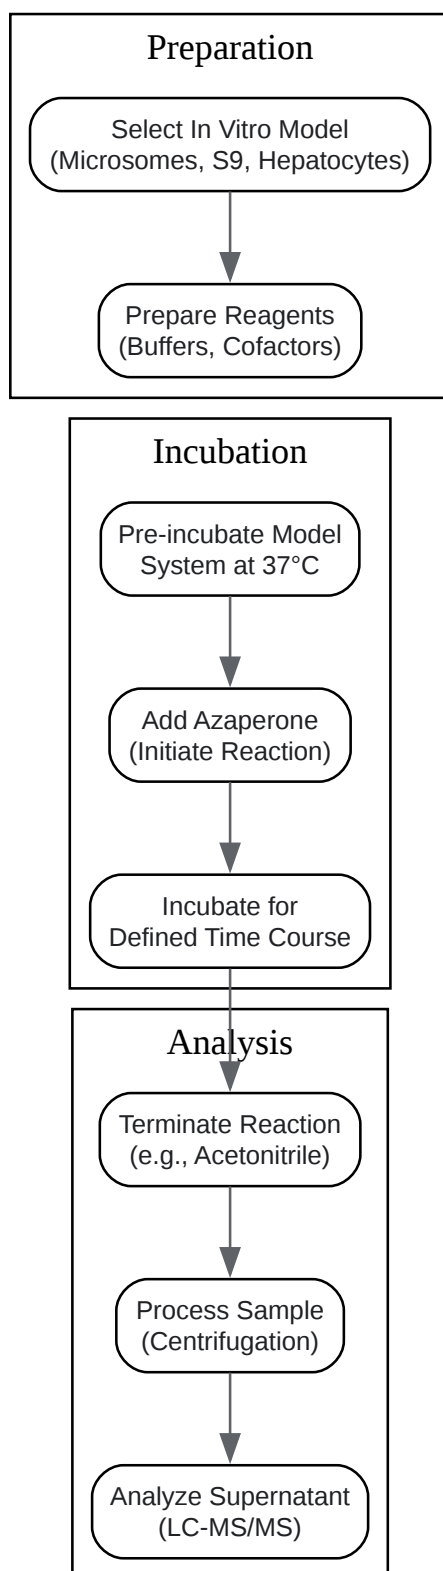 Preparation
Select In Vitro Model
(Microsomes, S9, Hepatocytes)
Prepare Reagents
(Buffers, Cofactors)
Incubation
Pre-incubate Model
System at 37°C
Add Azaperone
(Initiate Reaction)
Incubate for
Defined Time Course
Analysis
Terminate Reaction
(e.g., Acetonitrile)
Process Sample
(Centrifugation)
Analyze Supernatant
(LC-MS/MS)